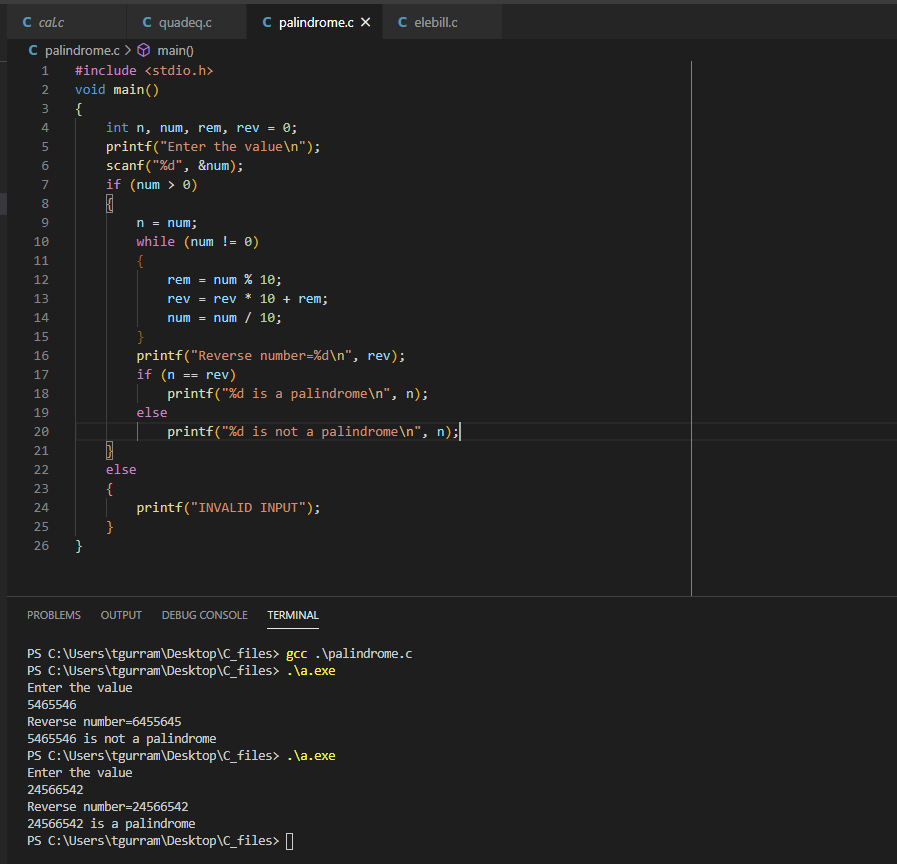 C cal.c C quadeq.c C palindrome.c × C elebill.c
C palindrome.c > main()
1 #include <stdio.h>
2 void main()
3 {
4     int n, num, rem, rev = 0;
5     printf("Enter the value\n");
6     scanf("%d", &num);
7     if (num > 0)
8     {
9         n = num;
10         while (num != 0)
11         {
12             rem = num % 10;
13             rev = rev * 10 + rem;
14             num = num / 10;
15         }
16         printf("Reverse number=%d\n", rev);
17         if (n == rev)
18             printf("%d is a palindrome\n", n);
19         else
20             printf("%d is not a palindrome\n", n);
21     }
22     else
23     {
24         printf("INVALID INPUT");
25     }
26 }
PROBLEMS OUTPUT DEBUG CONSOLE TERMINAL
PS C:\Users\tgurram\Desktop\C_files> gcc .\palindrome.c
PS C:\Users\tgurram\Desktop\C_files> .\a.exe
Enter the value
5465546
Reverse number=6455645
5465546 is not a palindrome
PS C:\Users\tgurram\Desktop\C_files> .\a.exe
Enter the value
24566542
Reverse number=24566542
24566542 is a palindrome
PS C:\Users\tgurram\Desktop\C_files>